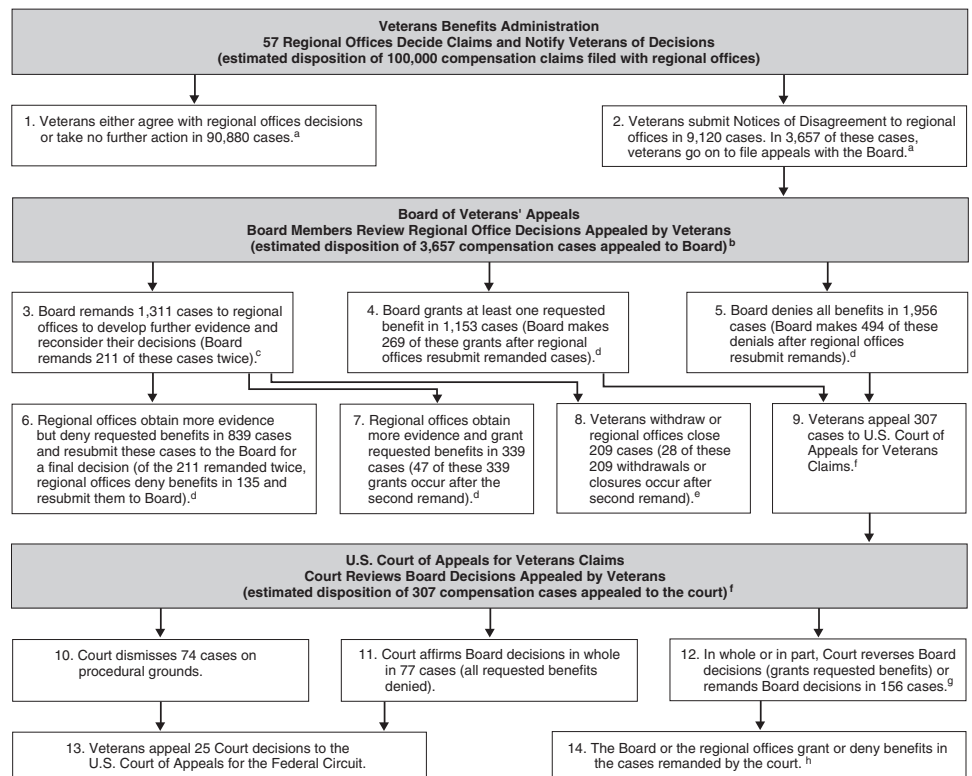 Veterans Benefits Administration
57 Regional Offices Decide Claims and Notify Veterans of Decisions
(estimated disposition of 100,000 compensation claims filed with regional offices)
1. Veterans either agree with regional offices decisions
or take no further action in 90,880 cases.a
2. Veterans submit Notices of Disagreement to regional
offices in 9,120 cases. In 3,657 of these cases,
veterans go on to file appeals with the Board.a
Board of Veterans' Appeals
Board Members Review Regional Office Decisions Appealed by Veterans
(estimated disposition of 3,657 compensation cases appealed to Board)b
3. Board remands 1,311 cases to regional
offices to develop further evidence and
reconsider their decisions (Board
remands 211 of these cases twice).c
4. Board grants at least one requested
benefit in 1,153 cases (Board makes
269 of these grants after regional
offices resubmit remanded cases).d
5. Board denies all benefits in 1,956
cases (Board makes 494 of these
denials after regional offices
resubmit remands).d
6. Regional offices obtain more evidence
but deny requested benefits in 839 cases
and resubmit these cases to the Board for
a final decision (of the 211 remanded twice,
regional offices deny benefits in 135 and
resubmit them to Board).d
7. Regional offices obtain
more evidence and grant
requested benefits in 339
cases (47 of these 339
grants occur after the
second remand).d
8. Veterans withdraw or
regional offices close
209 cases (28 of these
209 withdrawals or
closures occur after
second remand).e
9. Veterans appeal 307
cases to U.S. Court of
Appeals for Veterans
Claims.f
U.S. Court of Appeals for Veterans Claims
Court Reviews Board Decisions Appealed by Veterans
(estimated disposition of 307 compensation cases appealed to the court)f
10. Court dismisses 74 cases on
procedural grounds.
11. Court affirms Board decisions in whole
in 77 cases (all requested benefits
denied).
12. In whole or in part, Court reverses Board
decisions (grants requested benefits) or
remands Board decisions in 156 cases.g
13. Veterans appeal 25 Court decisions to the
U.S. Court of Appeals for the Federal Circuit.
14. The Board or the regional offices grant or deny benefits in
the cases remanded by the court. h